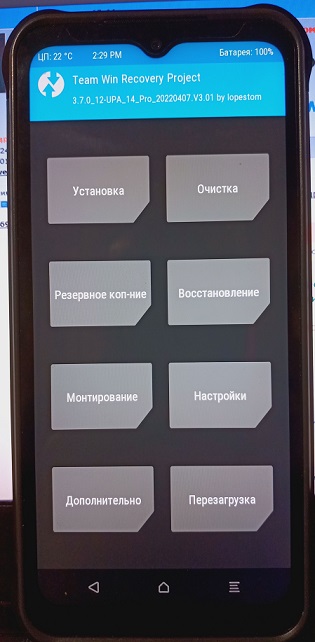 ЦП: 22 °C 2:29 PM Батарея: 100%
Team Win Recovery Project
3.7.0_12-UPA_14_Pro_20220407.V3.01 by lopestom
Установка Очистка
Резервное коп-ние Восстановление
Монтирование Настройки
Дополнительно Перезагрузка